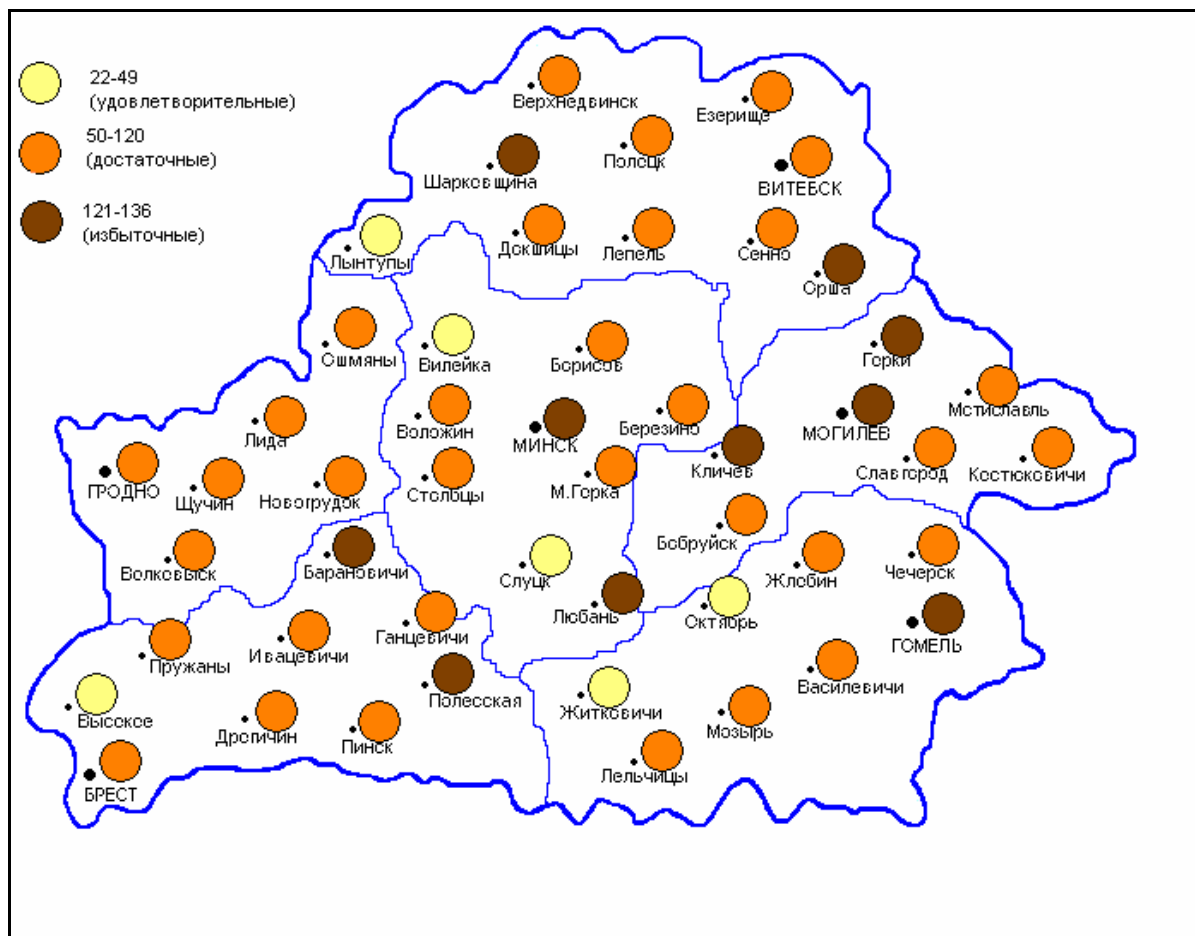 22-49
(удовлетворительные)
50-120
(достаточные)
121-136
(избыточные)
Верхнедвинск
Езерище
Полоцк
Шарковщина
ВИТЕБСК
Докшицы
Лепель
Сенно
Лынтупы
Орша
Ошмяны
Вилейка
Борисов
Горки
Мстиславль
Лида
Воложин
МИНСК
Березино
МОГИЛЕВ
ГРОДНО
Щучин
Новогрудок
Столбцы
М.Горка
Кличев
Славгород
Костюковичи
Волковыск
Барановичи
Слуцк
Бобруйск
Жлобин
Чечерск
Пружаны
Ивацевичи
Ганцевичи
Любань
Октябрь
ГОМЕЛЬ
Высокое
Дрогичин
Пинск
Полесская
Житковичи
Мозырь
Василевичи
БРЕСТ
Лельчицы